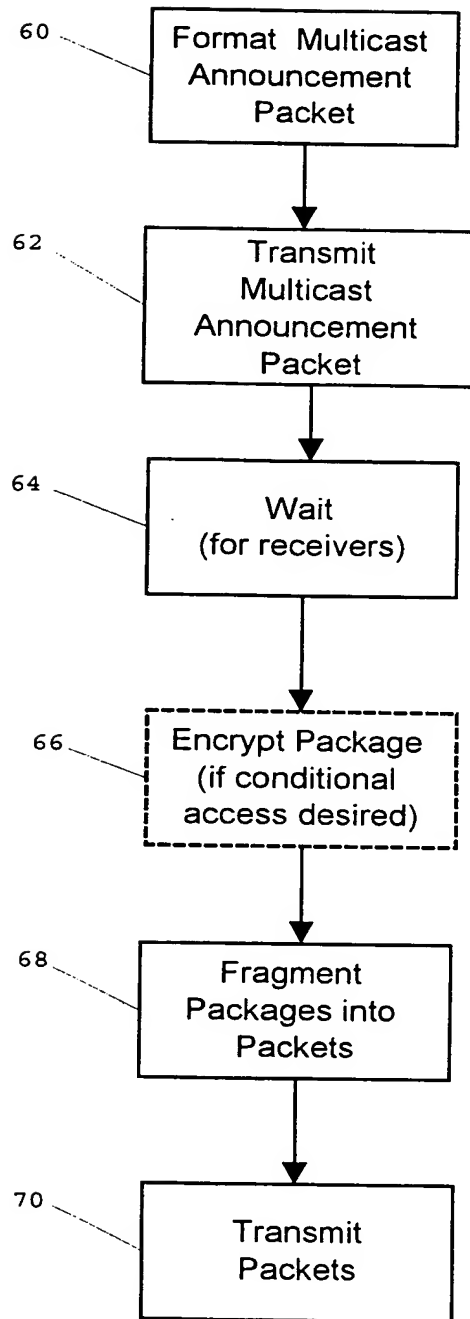 60
Format Multicast
Announcement
Packet
62
Transmit
Multicast
Announcement
Packet
64
Wait
(for receivers)
66
Encrypt Package
(if conditional
access desired)
68
Fragment
Packages into
Packets
70
Transmit
Packets